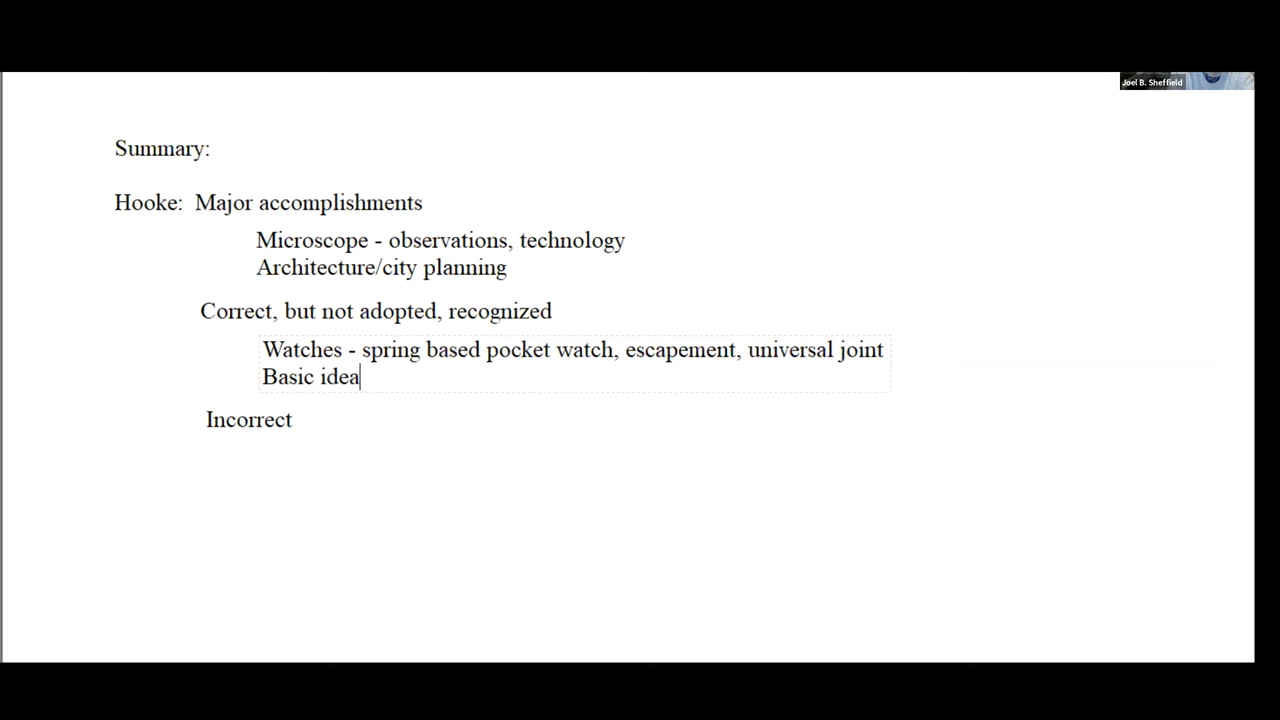 Joel B. Sheffield
Summary:
Hooke: Major accomplishments
Microscope - observations, technology
Architecture/city planning
Correct, but not adopted, recognized
Watches - spring based pocket watch, escapement, universal joint
Basic idea
Incorrect